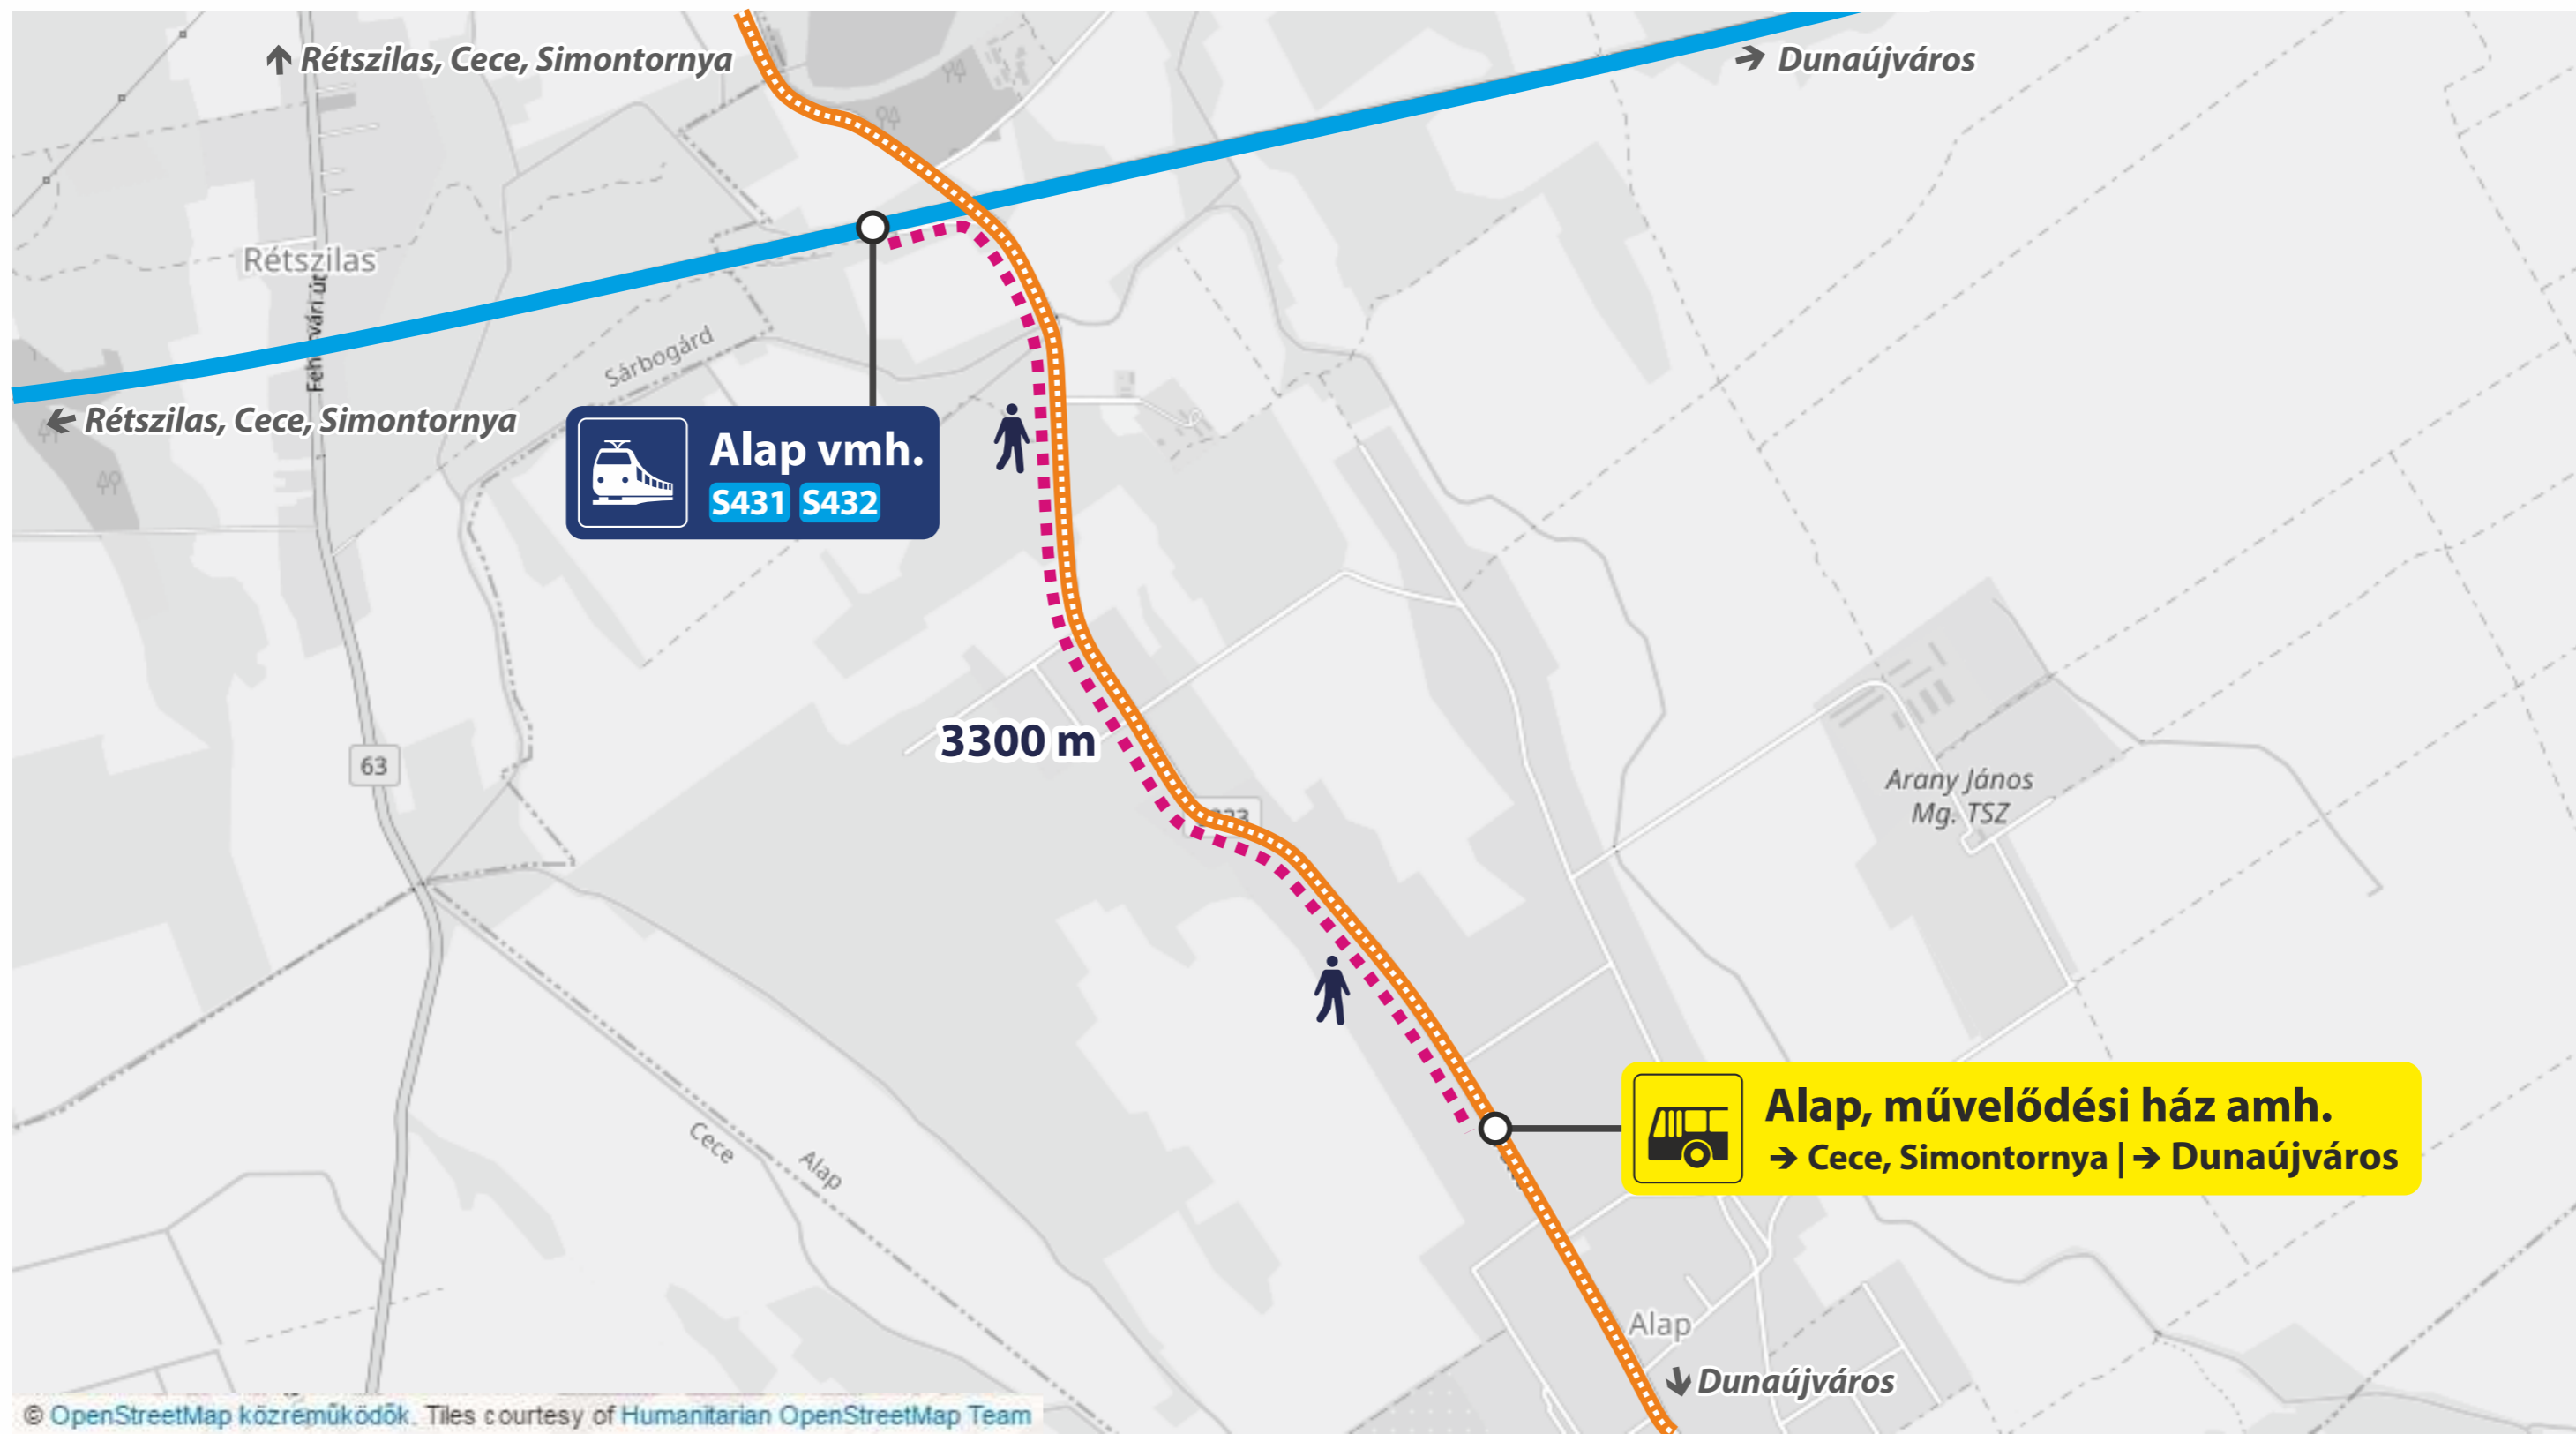 ↑ Rétszilas, Cece, Simontornya
→ Dunaújváros
Rétszilas
Fehérvári út
Sárbogárd
← Rétszilas, Cece, Simontornya
Alap vmh.
S431 S432
3300 m
63
Arany János
Mg. TSZ
Alap, művelődési ház amh.
→ Cece, Simontornya | → Dunaújváros
Cece
Alap
Alap
↓ Dunaújváros
© OpenStreetMap közreműködők. Tiles courtesy of Humanitarian OpenStreetMap Team